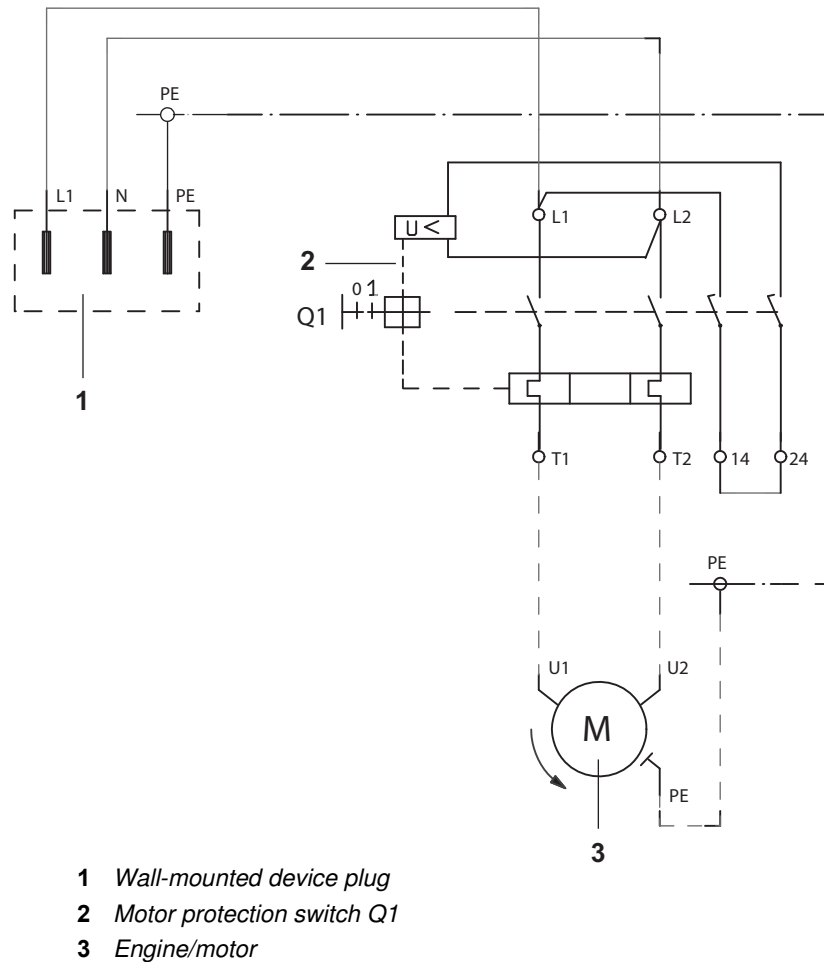 PE
L1 N PE
L1 L2
U<
2
0 1
Q1
1
T1 T2 14 24
PE
U1 U2
M
PE
3
1 Wall-mounted device plug
2 Motor protection switch Q1
3 Engine/motor